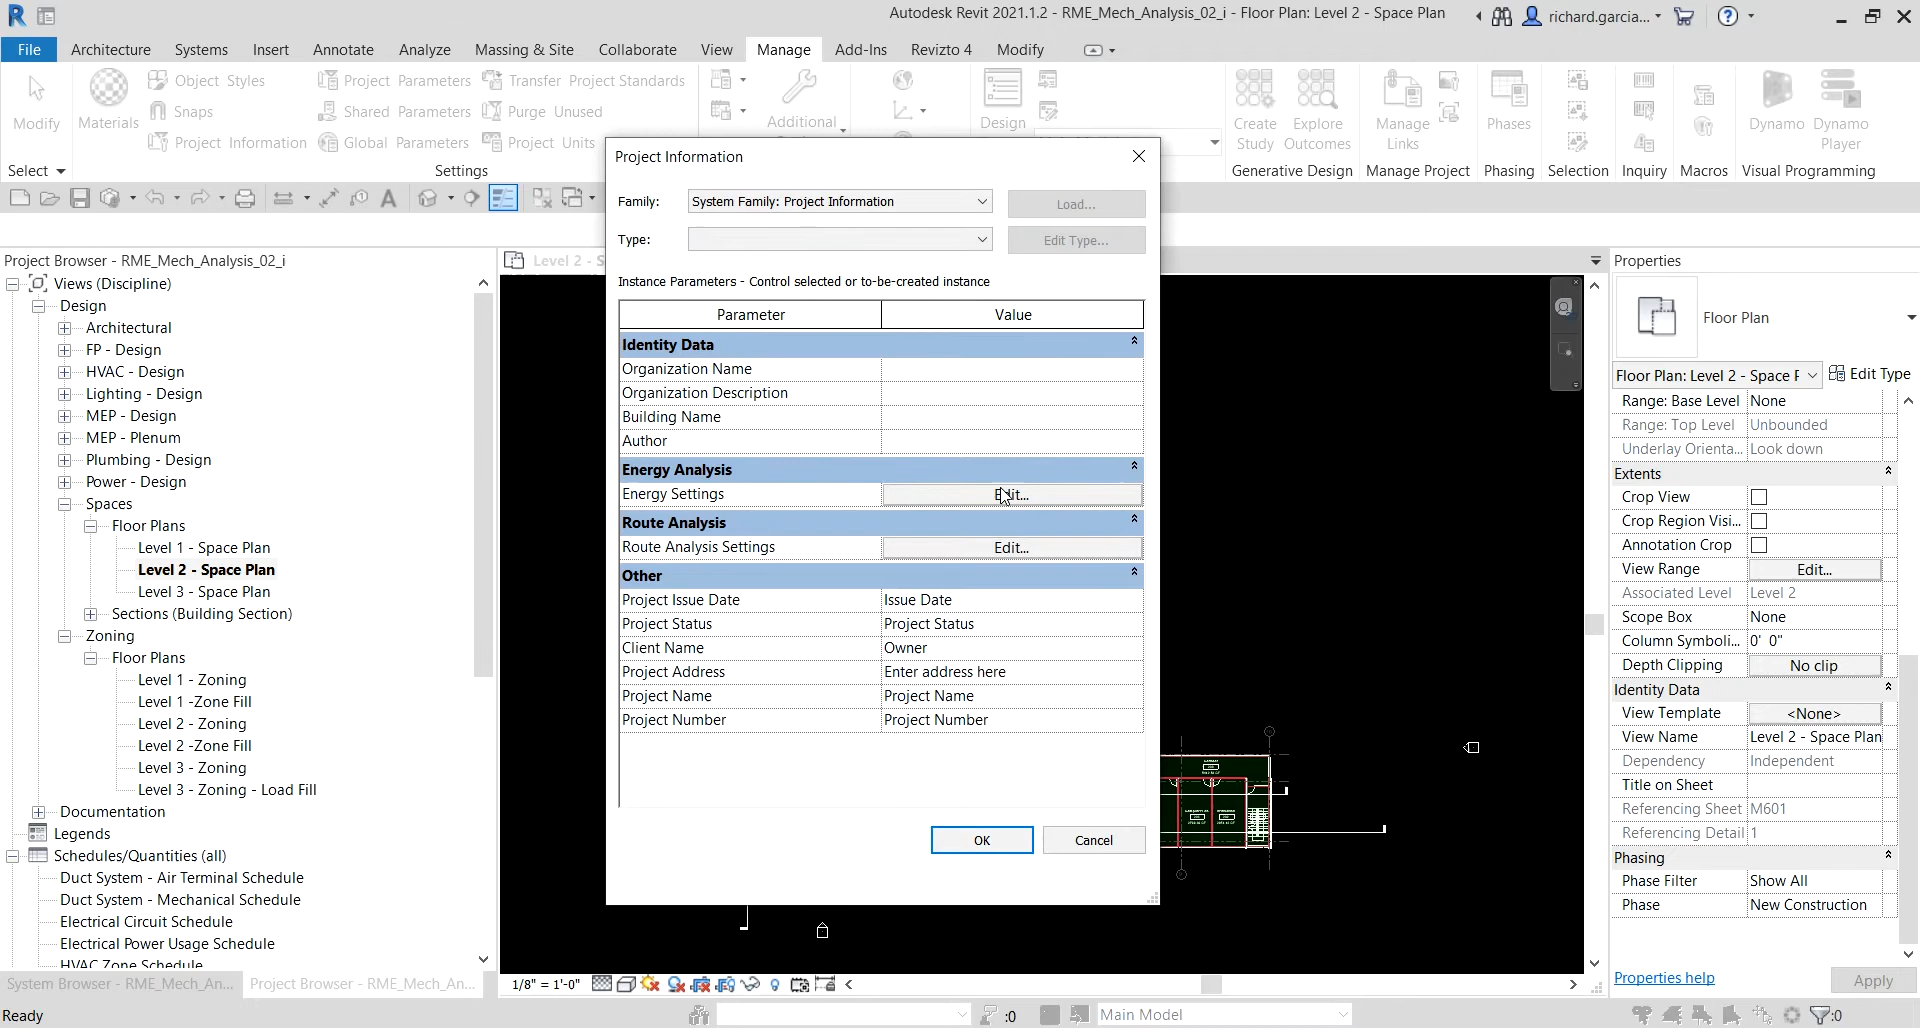 Autodesk Revit 2021.1.2 - RME_Mech_Analysis_02_i - Floor Plan: Level 2 - Space Plan
richard.garcia...
File Architecture Systems Insert Annotate Analyze Massing & Site Collaborate View Manage Add-Ins Revizto 4 Modify
Modify
Materials
Object Styles
Snaps
Project Information
Project Parameters
Shared Parameters
Global Parameters
Transfer Project Standards
Purge Unused
Project Units
Additional
Design
Create Study
Explore Outcomes
Manage Links
Phases
Dynamo
Dynamo Player
Select Settings Generative Design Manage Project Phasing Selection Inquiry Macros Visual Programming
Project Browser - RME_Mech_Analysis_02_i
Views (Discipline)
Design
Architectural
FP - Design
HVAC - Design
Lighting - Design
MEP - Design
MEP - Plenum
Plumbing - Design
Power - Design
Spaces
Floor Plans
Level 1 - Space Plan
Level 2 - Space Plan
Level 3 - Space Plan
Sections (Building Section)
Zoning
Floor Plans
Level 1 - Zoning
Level 1 -Zone Fill
Level 2 - Zoning
Level 2 -Zone Fill
Level 3 - Zoning
Level 3 - Zoning - Load Fill
Documentation
Legends
Schedules/Quantities (all)
Duct System - Air Terminal Schedule
Duct System - Mechanical Schedule
Electrical Circuit Schedule
Electrical Power Usage Schedule
HVAC Zone Schedule
System Browser - RME_Mech_An... Project Browser - RME_Mech_An...
Level 2 - S
Project Information
Family: System Family: Project Information Load...
Type: Edit Type...
Instance Parameters - Control selected or to-be-created instance
Parameter Value
Identity Data
Organization Name
Organization Description
Building Name
Author
Energy Analysis
Energy Settings Edit...
Route Analysis
Route Analysis Settings Edit...
Other
Project Issue Date Issue Date
Project Status Project Status
Client Name Owner
Project Address Enter address here
Project Name Project Name
Project Number Project Number
OK Cancel
Properties
Floor Plan
Floor Plan: Level 2 - Space F Edit Type
Range: Base Level None
Range: Top Level Unbounded
Underlay Orienta... Look down
Extents
Crop View
Crop Region Visi...
Annotation Crop
View Range Edit...
Associated Level Level 2
Scope Box None
Column Symboli... 0' 0"
Depth Clipping No clip
Identity Data
View Template <None>
View Name Level 2 - Space Plan
Dependency Independent
Title on Sheet
Referencing Sheet M601
Referencing Detail 1
Phasing
Phase Filter Show All
Phase New Construction
Properties help Apply
1/8" = 1'-0"
Ready :0 Main Model :0